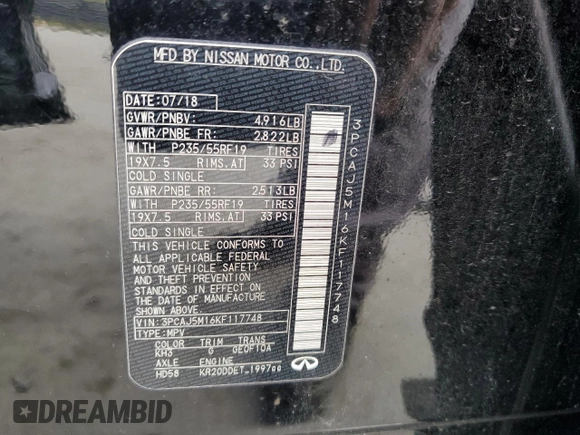 MFD BY NISSAN MOTOR CO.,LTD.
DATE:07/18
GVWR/PNBV: 4,916LB
GAWR/PNBE FR: 2,822LB
WITH P235/55RF19 TIRES
19X7.5 RIMS.AT 33 PSI
COLD SINGLE
GAWR/PNBE RR: 2,513LB
WITH P235/55RF19 TIRES
19X7.5 RIMS.AT 33 PSI
COLD SINGLE
THIS VEHICLE CONFORMS TO
ALL APPLICABLE FEDERAL
MOTOR VEHICLE SAFETY
AND THEFT PREVENTION
STANDARDS IN EFFECT ON
THE DATE OF MANUFACTURE
SHOWN ABOVE.
VIN:3PCAJ5M16KF117748
TYPE:MPV
COLOR TRIM TRANS
KH3 G GE0F10A
AXLE ENGINE
HD58 KR20DDET 1997cc
3PCAJ5M16KF117748
DREAMBID